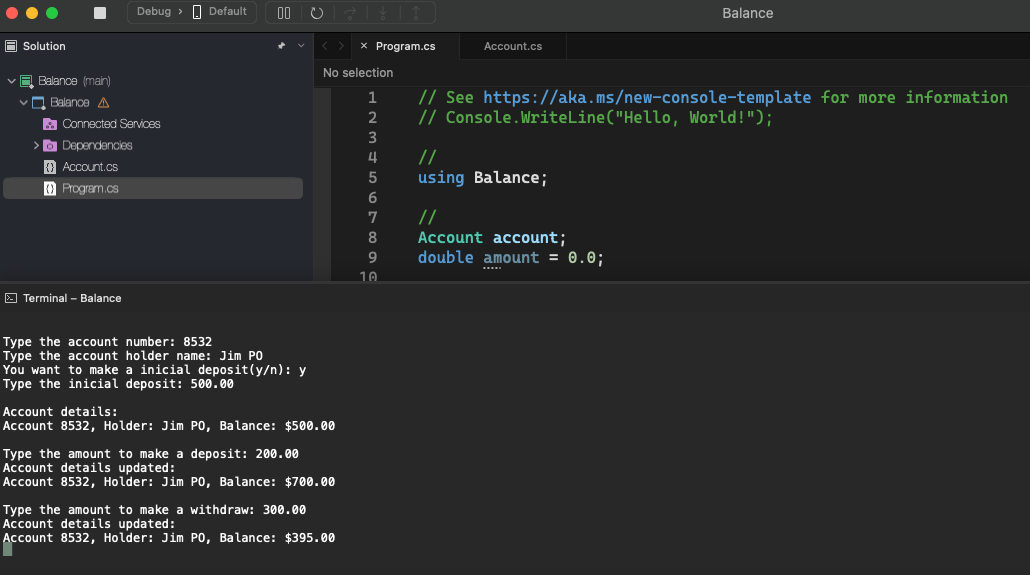 Debug › Default
Balance
Solution
Program.cs
Account.cs
No selection
Balance (main)
Balance
Connected Services
Dependencies
Account.cs
Program.cs
1 // See https://aka.ms/new-console-template for more information
2 // Console.WriteLine("Hello, World!");
3
4 //
5 using Balance;
6
7 //
8 Account account;
9 double amount = 0.0;
10
Terminal – Balance
Type the account number: 8532
Type the account holder name: Jim PO
You want to make a inicial deposit(y/n): y
Type the inicial deposit: 500.00
Account details:
Account 8532, Holder: Jim PO, Balance: $500.00
Type the amount to make a deposit: 200.00
Account details updated:
Account 8532, Holder: Jim PO, Balance: $700.00
Type the amount to make a withdraw: 300.00
Account details updated:
Account 8532, Holder: Jim PO, Balance: $395.00